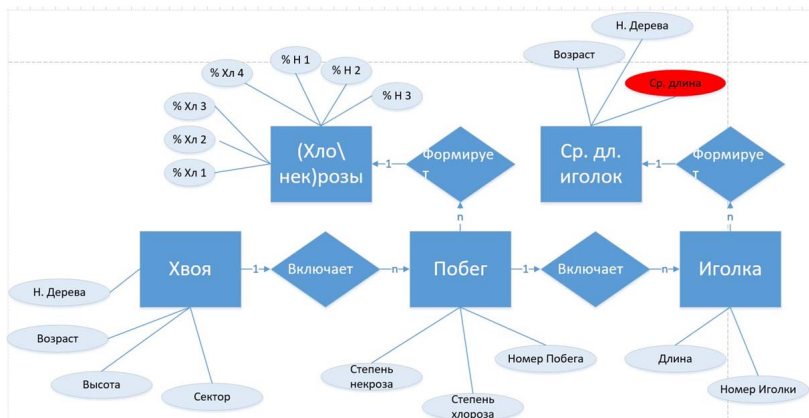 Н. Дерева
Возраст
Ср. длина
% Хл 4
% Н 1
% Н 2
% Н 3
% Хл 3
% Хл 2
% Хл 1
(Хло\
нек)розы
1
Формируе
т
Ср. дл.
иголок
1
Формируе
т
n
n
Хвоя
1
Включает
n
Побег
1
Включает
n
Иголка
Н. Дерева
Возраст
Высота
Сектор
Степень
некроза
Степень
хлороза
Номер Побега
Длина
Номер Иголки